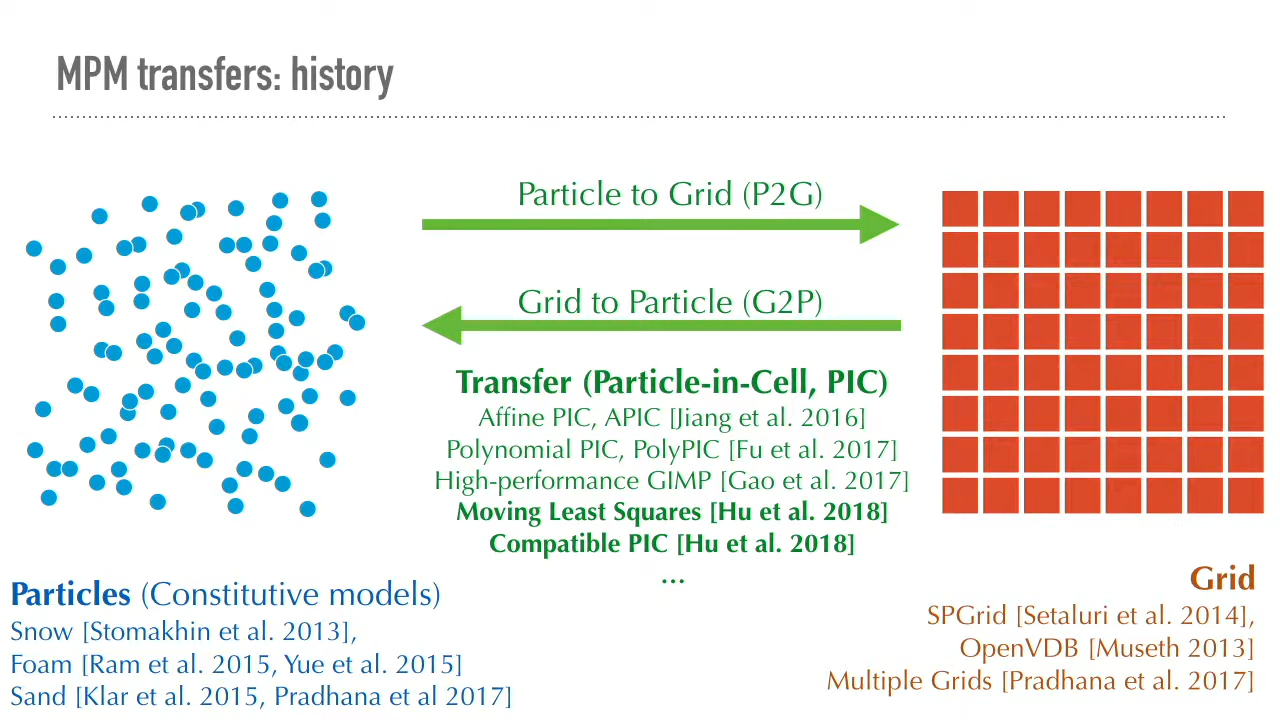 MPM transfers: history
Particle to Grid (P2G)
Grid to Particle (G2P)
Transfer (Particle-in-Cell, PIC)
Affine PIC, APIC [Jiang et al. 2016]
Polynomial PIC, PolyPIC [Fu et al. 2017]
High-performance GIMP [Gao et al. 2017]
Moving Least Squares [Hu et al. 2018]
Compatible PIC [Hu et al. 2018]
...
Particles (Constitutive models)
Snow [Stomakhin et al. 2013],
Foam [Ram et al. 2015, Yue et al. 2015]
Sand [Klar et al. 2015, Pradhana et al 2017]
Grid
SPGrid [Setaluri et al. 2014],
OpenVDB [Museth 2013]
Multiple Grids [Pradhana et al. 2017]